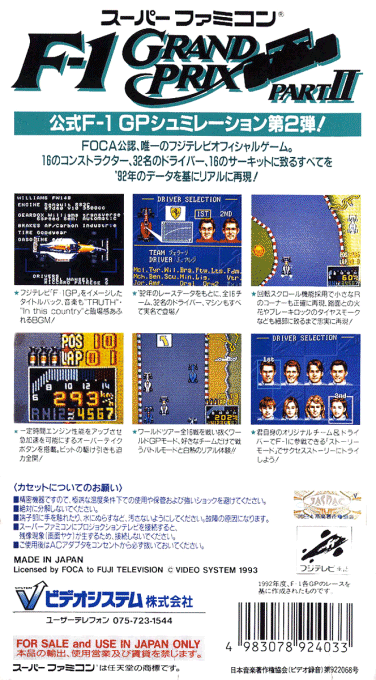 スーパーファミコン®
F-1 GRAND PRIX PART II
公式F-1 GPシュミレーション第2弾!
FOCA公認、唯一のフジテレビオフィシャルゲーム。
16のコンストラクター、32名のドライバー、16のサーキットに致るすべてを
'92年のデータを基にリアルに再現!
WILLIAMS FW14B
DRIVER SELECTION
1ST 2ND
TEAM フェラーリ
DRIVER J.アレジ
★フジテレビ"F 1GP"をイメージした
タイトルバック、音楽も"TRUTH"・
"In this country"と臨場感あふ
れるBGM!
★'92年のレースデータをもとに、全16チ
ーム、32名のドライバー、マシンもすべ
て実名で登場!
★回転スクロール機能採用で小さなR
のコーナーも正確に再現。路面との火
花やブレーキロックのタイヤスモーク
なども細部に致るまで忠実に再現!
POS 10
LAP 01
6 8 10 12 14
293 km
RN1234567
DRIVER SELECTION
1st
2nd
★一定時間エンジン性能をアップさせ
急加速を可能にするオーバーテイク
ボタンを搭載。ピットの駆け引きも迫
力全開!
★ワールドツアー全16戦を戦い抜くワー
ルドGPモード、好きなチームだけで戦
うバトルモードと白熱のリアル体験!!
★君自身のオリジナルチーム&ドライ
バーでF-1に参戦できる「ストーリー
モード」でサクセスストーリーにトライ
しよう!
〈カセットについてのお願い〉
■精密機器ですので、極端な温度条件下での使用や保管および強いショックを避けてください。
■絶対に分解しないでください。
■端子部に手を触れたり、水にぬらすなど、汚さないようにしてください。故障の原因になります。
■スーパーファミコンにプロジェクションテレビを接続すると、
残像現象(画面ヤケ)が生ずるため、接続しないでください。
■ご使用後はACアダプタをコンセントから必ず抜いておいてください。
JASRAC
フジテレビ
MADE IN JAPAN
Licensed by FOCA to FUJI TELEVISION © VIDEO SYSTEM 1993
1992年度、F-1各GPのレースを
基に作成されたものです。
ビデオシステム株式会社
ユーザーテレフォン 075-723-1544
FOR SALE and USE IN JAPAN ONLY
本品の輸出、使用営業及び賃貸を禁じます。
スーパーファミコンは任天堂の商標です。
4 983078 924033
日本音楽著作権協会(ビデオ録音)第922068号